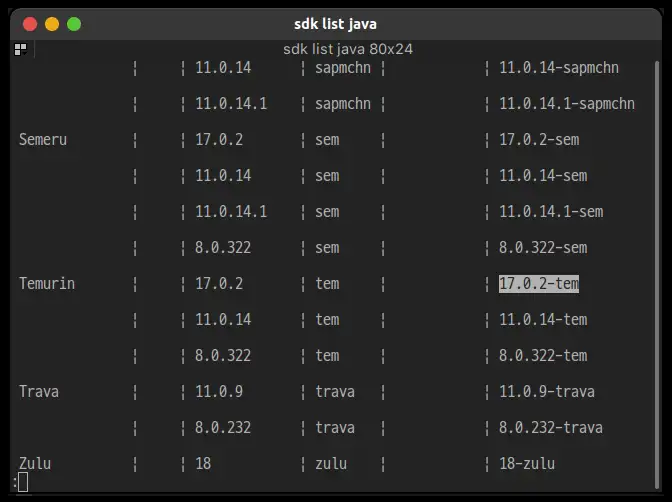 sdk list java
sdk list java 80x24
¦ ¦ 11.0.14 ¦ sapmchn ¦ ¦ 11.0.14-sapmchn
¦ ¦ 11.0.14.1 ¦ sapmchn ¦ ¦ 11.0.14.1-sapmchn
Semeru ¦ ¦ 17.0.2 ¦ sem ¦ ¦ 17.0.2-sem
¦ ¦ 11.0.14 ¦ sem ¦ ¦ 11.0.14-sem
¦ ¦ 11.0.14.1 ¦ sem ¦ ¦ 11.0.14.1-sem
¦ ¦ 8.0.322 ¦ sem ¦ ¦ 8.0.322-sem
Temurin ¦ ¦ 17.0.2 ¦ tem ¦ ¦ 17.0.2-tem
¦ ¦ 11.0.14 ¦ tem ¦ ¦ 11.0.14-tem
¦ ¦ 8.0.322 ¦ tem ¦ ¦ 8.0.322-tem
Trava ¦ ¦ 11.0.9 ¦ trava ¦ ¦ 11.0.9-trava
¦ ¦ 8.0.232 ¦ trava ¦ ¦ 8.0.232-trava
Zulu ¦ ¦ 18 ¦ zulu ¦ ¦ 18-zulu
: